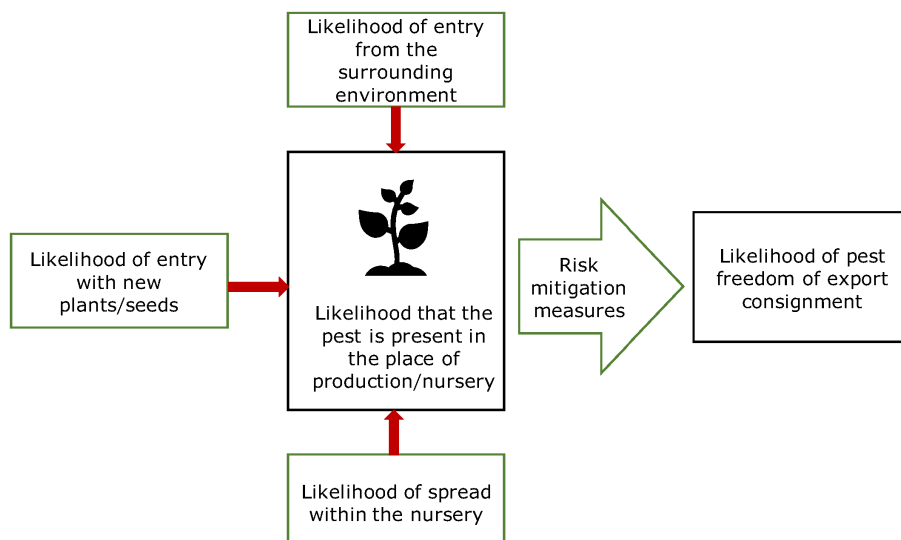 Likelihood of entry
from the
surrounding
environment
Likelihood of entry
with new
plants/seeds
Likelihood that the
pest is present in
the place of
production/nursery
Risk
mitigation
measures
Likelihood of pest
freedom of export
consignment
Likelihood of spread
within the nursery